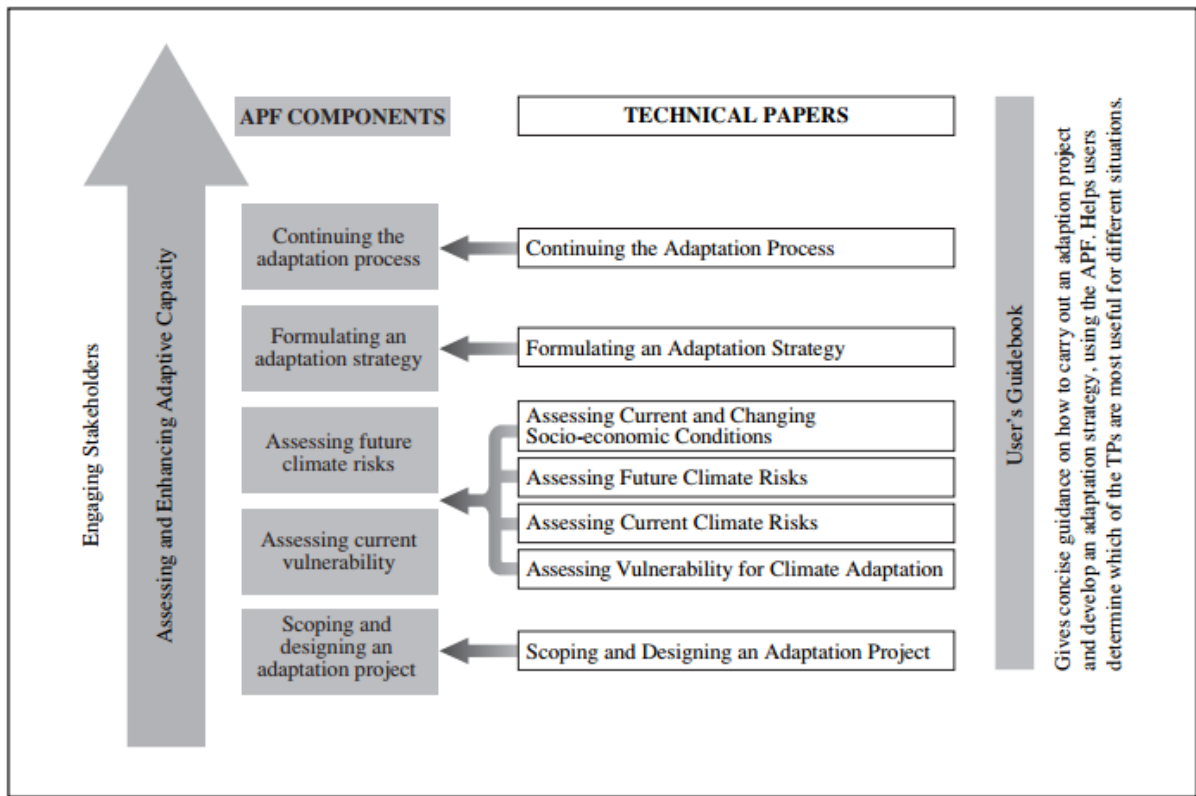 Engaging Stakeholders
Assessing and Enhancing Adaptive Capacity
APF COMPONENTS
Continuing the
adaptation process
Formulating an
adaptation strategy
Assessing future
climate risks
Assessing current
vulnerability
Scoping and
designing an
adaptation project
TECHNICAL PAPERS
Continuing the Adaptation Process
Formulating an Adaptation Strategy
Assessing Current and Changing
Socio-economic Conditions
Assessing Future Climate Risks
Assessing Current Climate Risks
Assessing Vulnerability for Climate Adaptation
Scoping and Designing an Adaptation Project
User's Guidebook
Gives concise guidance on how to carry out an adaption project
and develop an adaptation strategy, using the APF. Helps users
determine which of the TPs are most useful for different situations.